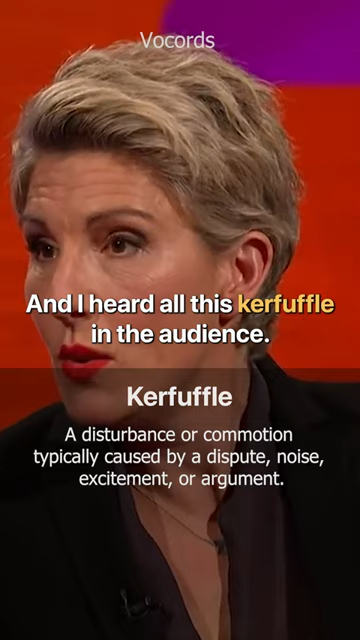 Vocords
And I heard all this kerfuffle
in the audience.
Kerfuffle
A disturbance or commotion
typically caused by a dispute, noise,
excitement, or argument.